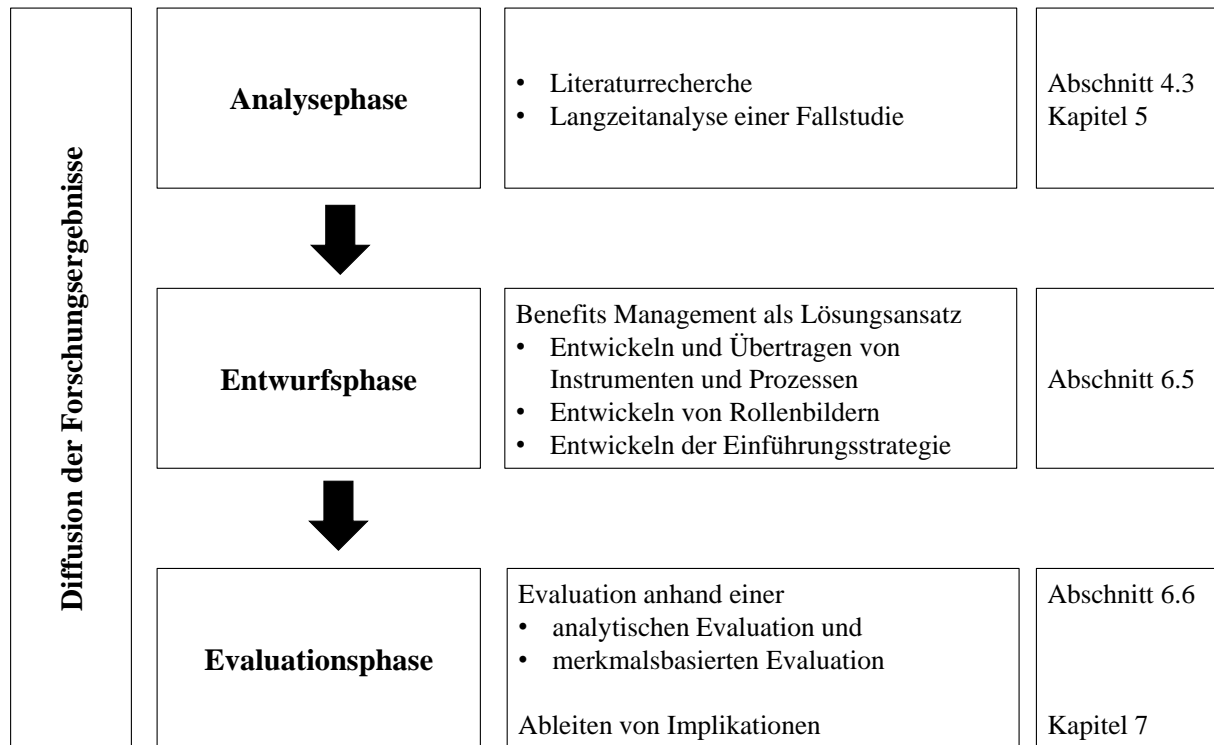 Diffusion der Forschungsergebnisse
Analysephase
• Literaturrecherche
• Langzeitanalyse einer Fallstudie
Abschnitt 4.3
Kapitel 5
Entwurfsphase
Benefits Management als Lösungsansatz
• Entwickeln und Übertragen von
Instrumenten und Prozessen
• Entwickeln von Rollenbildern
• Entwickeln der Einführungsstrategie
Abschnitt 6.5
Evaluationsphase
Evaluation anhand einer
• analytischen Evaluation und
• merkmalsbasierten Evaluation
Ableiten von Implikationen
Abschnitt 6.6
Kapitel 7